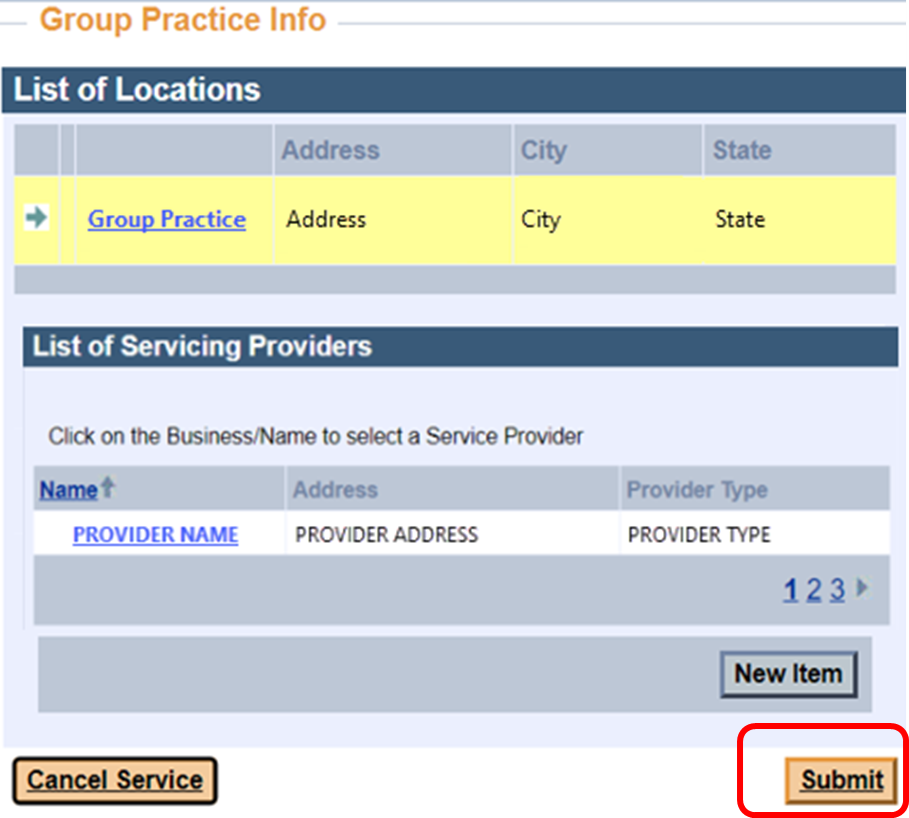 Group Practice Info
List of Locations
Address City State
Group Practice Address City State
List of Servicing Providers
Click on the Business/Name to select a Service Provider
Name Address Provider Type
PROVIDER NAME PROVIDER ADDRESS PROVIDER TYPE
1 2 3
New Item
Cancel Service Submit